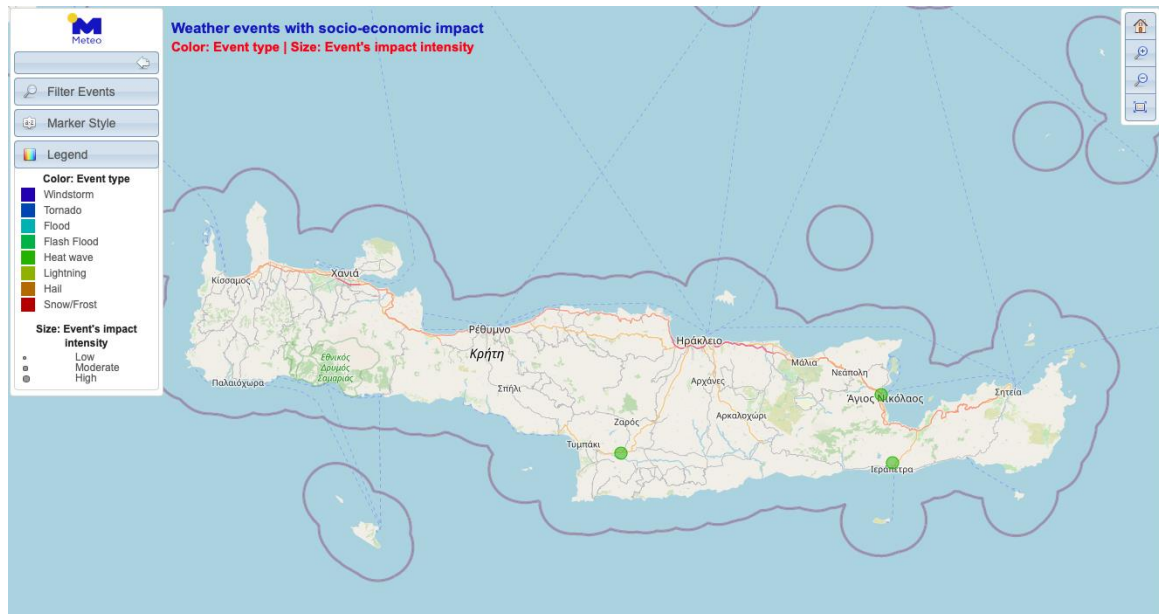 Meteo
Weather events with socio-economic impact
Color: Event type | Size: Event's impact intensity
Filter Events
Marker Style
Legend
Color: Event type
Windstorm
Tornado
Flood
Flash Flood
Heat wave
Lightning
Hail
Snow/Frost
Size: Event's impact
intensity
Low
Moderate
High
Κίσσαμος
Χανιά
Παλαιόχωρα
Εθνικός
Δρυμός
Σαμαριάς
Ρέθυμνο
Κρήτη
Σπήλι
Ηράκλειο
Αρχάνες
Μάλια
Νεάπολη
Άγιος Νικόλαος
Σητεία
Ζαρός
Αρκαλοχώρι
Τυμπάκι
Ιεράπετρα